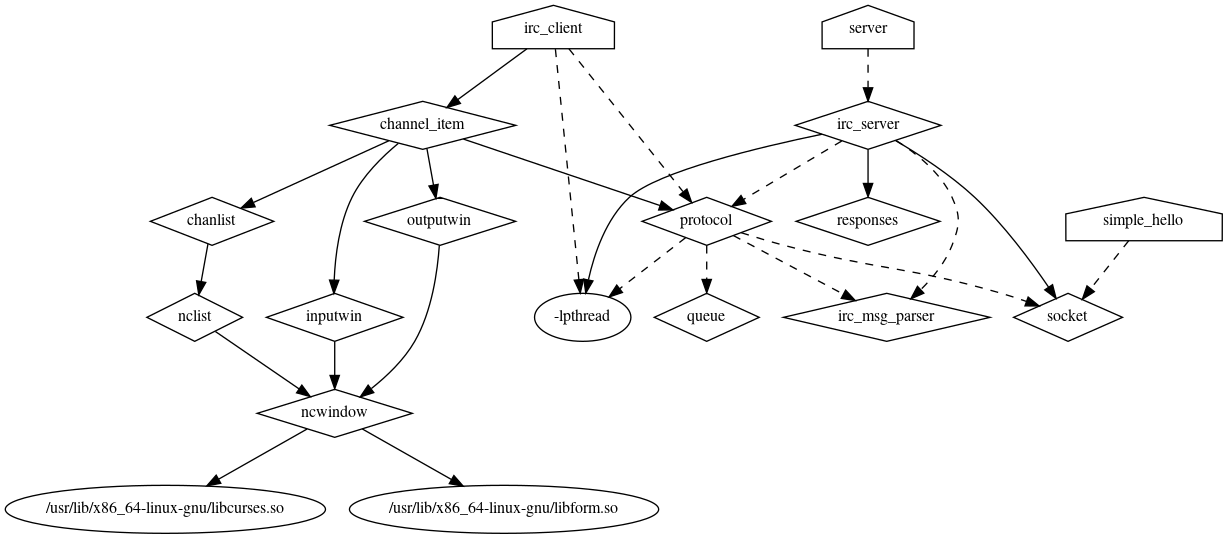 irc_client
server
channel_item
irc_server
chanlist
outputwin
protocol
responses
simple_hello
nclist
inputwin
-lpthread
queue
irc_msg_parser
socket
ncwindow
/usr/lib/x86_64-linux-gnu/libcurses.so
/usr/lib/x86_64-linux-gnu/libform.so